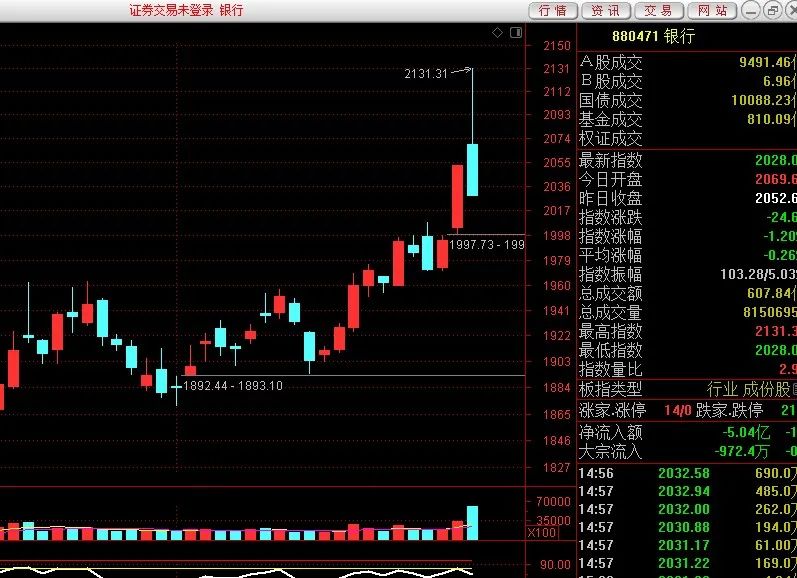 证券交易未登录 银行
行情 资讯 交易 网站
880471 银行
2150
2131
2112
2093
2074
2055
2036
2017
1998
1979
1960
1941
1922
1903
1884
1865
1846
1827
70000
35000
X100
90.00
2131.31
1997.73 - 199
1892.44 - 1893.10
A股成交 9491.46亿
B股成交 6.96亿
国债成交 10088.23亿
基金成交 810.09亿
权证成交
最新指数 2028.0
今日开盘 2069.6
昨日收盘 2052.6
指数涨跌 -24.6
指数涨幅 -1.20
平均涨幅 -0.26
指数振幅 103.28/5.03
总成交额 607.84亿
总成交量 8150695
最高指数 2131.3
最低指数 2028.0
指数量比 2.9
板指类型 行业 成份股
涨家.涨停 14/0 跌家.跌停 21
净流入额 -5.04亿 -1
大宗流入 -972.4万 -0
14:56 2032.58 690.0万
14:57 2032.94 485.0万
14:57 2032.00 262.0万
14:57 2030.88 194.0万
14:57 2031.17 61.00万
14:57 2031.22 169.0万